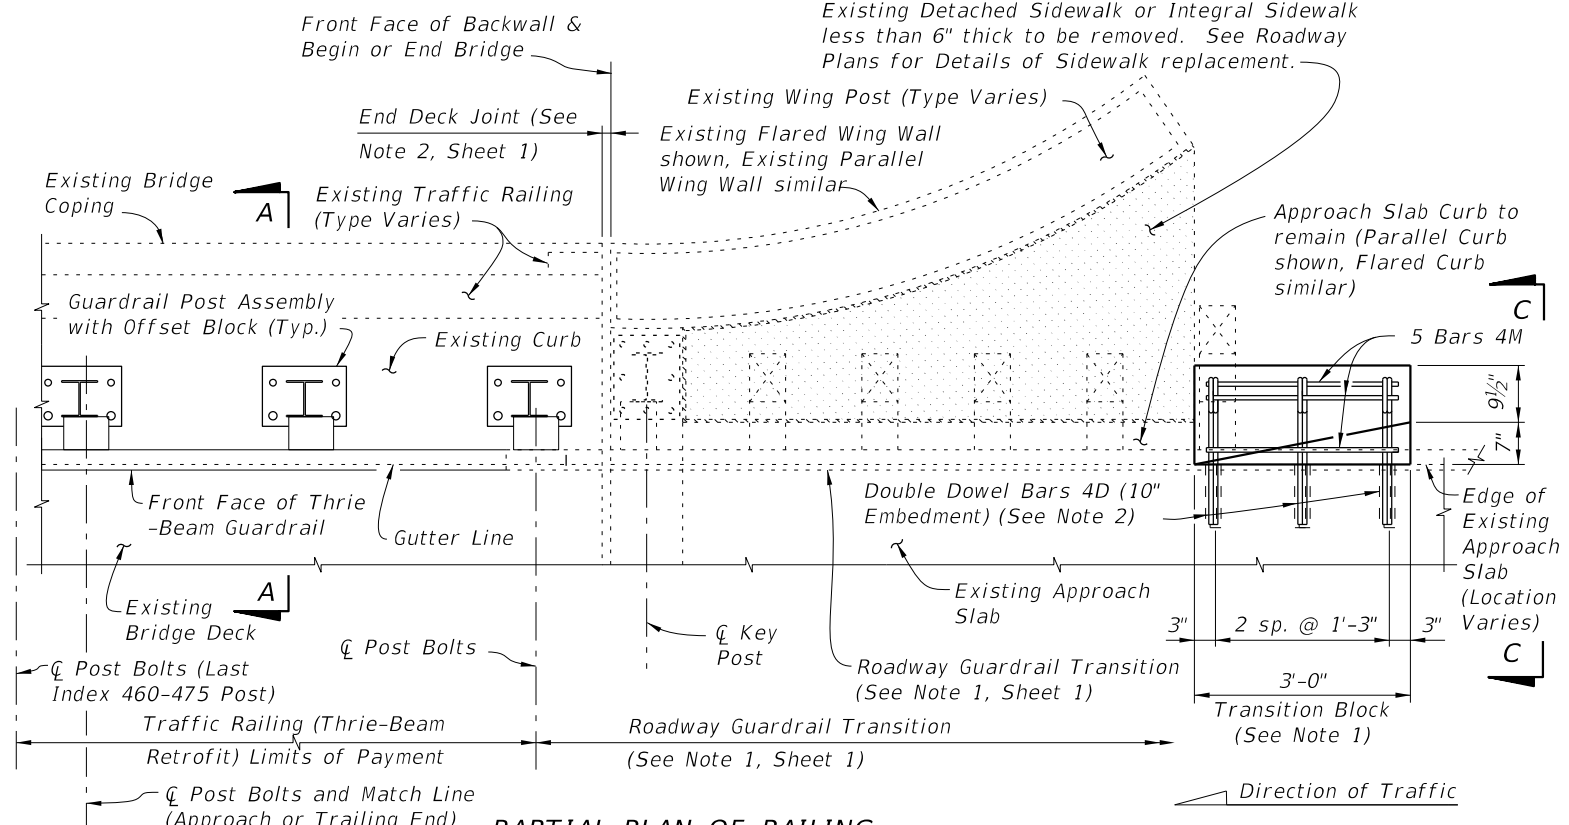 Front Face of Backwall &
Begin or End Bridge
Existing Detached Sidewalk or Integral Sidewalk
less than 6" thick to be removed. See Roadway
Plans for Details of Sidewalk replacement.
Existing Wing Post (Type Varies)
End Deck Joint (See
Note 2, Sheet 1)
Existing Flared Wing Wall
shown, Existing Parallel
Wing Wall similar
Existing Bridge
Coping
A
Existing Traffic Railing
(Type Varies)
Approach Slab Curb to
remain (Parallel Curb
shown, Flared Curb
similar)
C
Guardrail Post Assembly
with Offset Block (Typ.)
Existing Curb
5 Bars 4M
9½"
7"
Front Face of Thrie
-Beam Guardrail
Gutter Line
Double Dowel Bars 4D (10"
Embedment) (See Note 2)
Edge of
Existing
Approach
Slab
(Location
Varies)
Existing
Bridge Deck
A
Existing Approach
Slab
℄ Key
Post
℄ Post Bolts
3"
2 sp. @ 1'-3"
3"
C
℄ Post Bolts (Last
Index 460-475 Post)
Roadway Guardrail Transition
(See Note 1, Sheet 1)
3'-0"
Transition Block
(See Note 1)
Traffic Railing (Thrie-Beam
Retrofit) Limits of Payment
Roadway Guardrail Transition
(See Note 1, Sheet 1)
℄ Post Bolts and Match Line
(Approach or Trailing End)
Direction of Traffic
PARTIAL PLAN OF RAILING